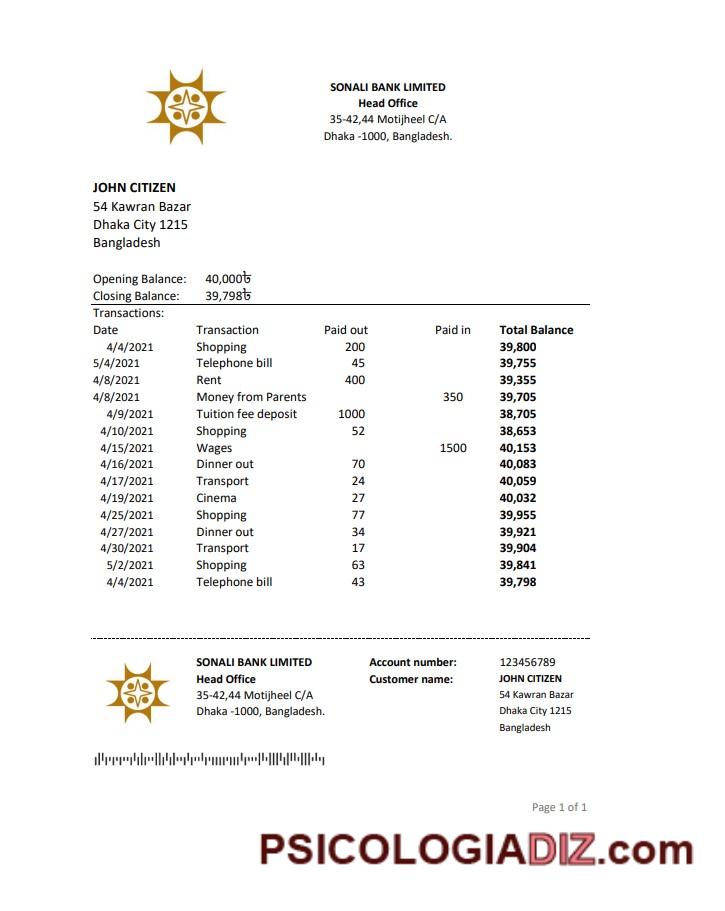 SONALI BANK LIMITED
Head Office
35-42,44 Motijheel C/A
Dhaka -1000, Bangladesh.
JOHN CITIZEN
54 Kawran Bazar
Dhaka City 1215
Bangladesh
Opening Balance: 40,000৳
Closing Balance: 39,798৳
Transactions:
Date Transaction Paid out Paid in Total Balance
4/4/2021 Shopping 200 39,800
5/4/2021 Telephone bill 45 39,755
4/8/2021 Rent 400 39,355
4/8/2021 Money from Parents 350 39,705
4/9/2021 Tuition fee deposit 1000 38,705
4/10/2021 Shopping 52 38,653
4/15/2021 Wages 1500 40,153
4/16/2021 Dinner out 70 40,083
4/17/2021 Transport 24 40,059
4/19/2021 Cinema 27 40,032
4/25/2021 Shopping 77 39,955
4/27/2021 Dinner out 34 39,921
4/30/2021 Transport 17 39,904
5/2/2021 Shopping 63 39,841
4/4/2021 Telephone bill 43 39,798
SONALI BANK LIMITED Account number: 123456789
Head Office Customer name: JOHN CITIZEN
35-42,44 Motijheel C/A 54 Kawran Bazar
Dhaka -1000, Bangladesh. Dhaka City 1215
Bangladesh
Page 1 of 1
PSICOLOGIADIZ.com